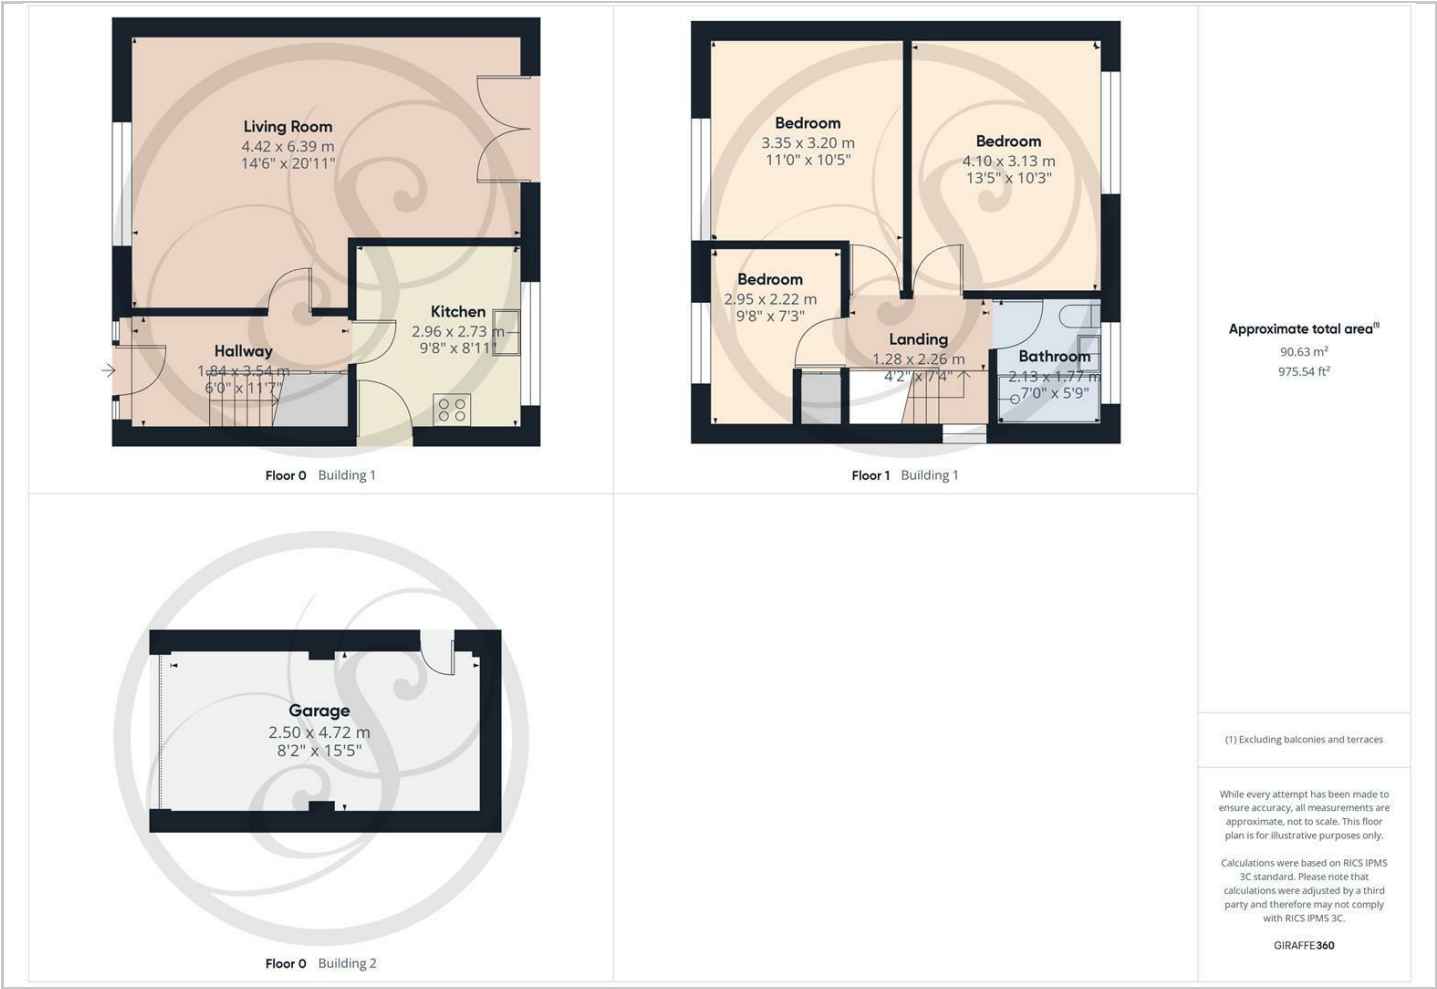 Living Room
4.42 x 6.39 m
14'6" x 20'11"
Kitchen
2.96 x 2.73 m
9'8" x 8'11"
Hallway
1.84 x 3.54 m
6'0" x 11'7"
Floor 0 Building 1
Bedroom
3.35 x 3.20 m
11'0" x 10'5"
Bedroom
4.10 x 3.13 m
13'5" x 10'3"
Bedroom
2.95 x 2.22 m
9'8" x 7'3"
Landing
1.28 x 2.26 m
4'2" x 7'4"
Bathroom
2.13 x 1.77 m
7'0" x 5'9"
Floor 1 Building 1
Garage
2.50 x 4.72 m
8'2" x 15'5"
Floor 0 Building 2
Approximate total area(1)
90.63 m²
975.54 ft²
(1) Excluding balconies and terraces
While every attempt has been made to
ensure accuracy, all measurements are
approximate, not to scale. This floor
plan is for illustrative purposes only.
Calculations were based on RICS IPMS
3C standard. Please note that
calculations were adjusted by a third
party and therefore may not comply
with RICS IPMS 3C.
GIRAFFE360